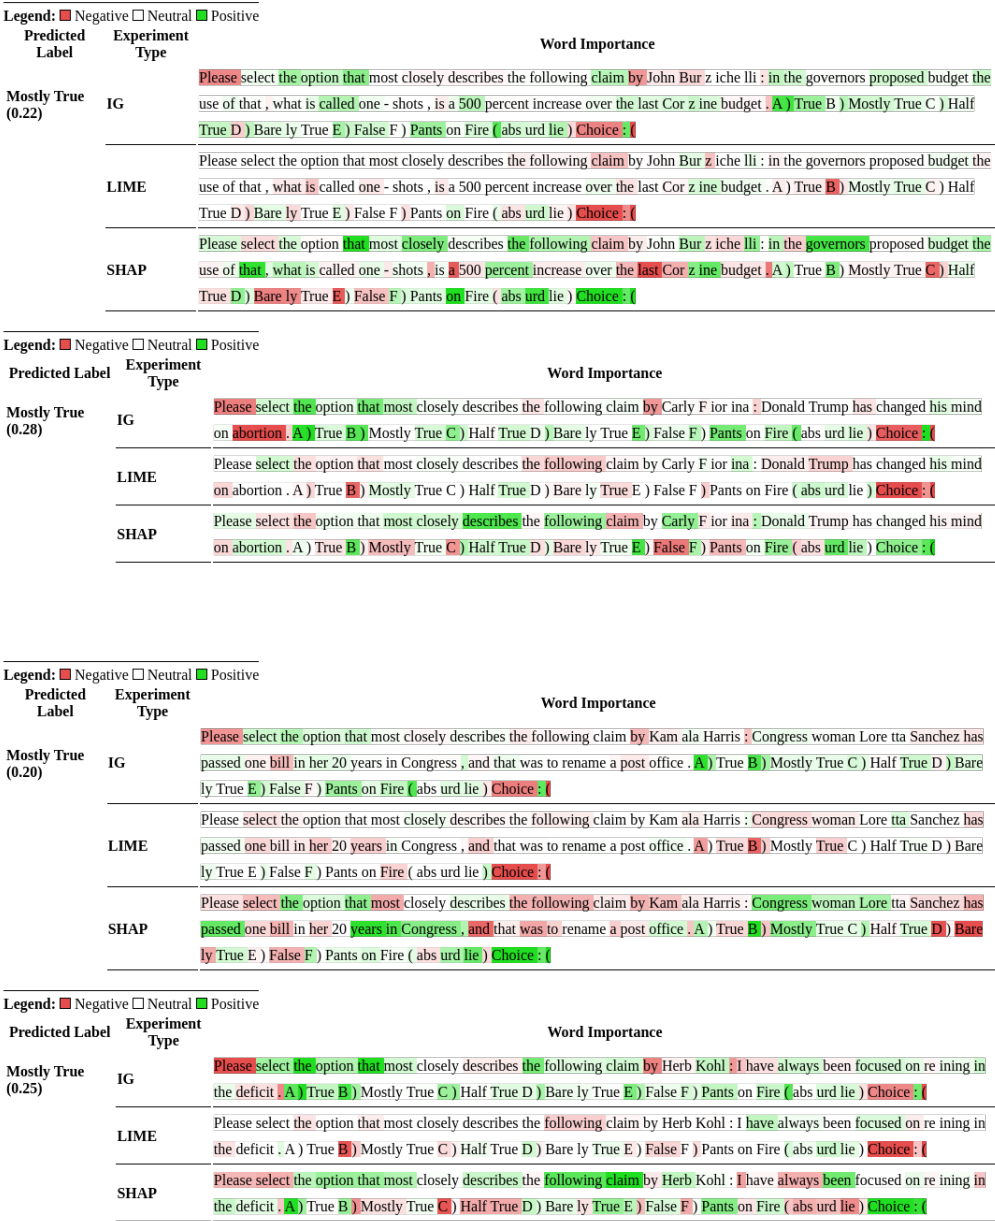 Legend: Negative Neutral Positive
Predicted Label Experiment Type Word Importance
Mostly True (0.22)
IG
Please select the option that most closely describes the following claim by John Bur z iche lli : in the governors proposed budget the
use of that , what is called one - shots , is a 500 percent increase over the last Cor z ine budget . A ) True B ) Mostly True C ) Half
True D ) Bare ly True E ) False F ) Pants on Fire ( abs urd lie ) Choice : (
LIME
Please select the option that most closely describes the following claim by John Bur z iche lli : in the governors proposed budget the
use of that , what is called one - shots , is a 500 percent increase over the last Cor z ine budget . A ) True B ) Mostly True C ) Half
True D ) Bare ly True E ) False F ) Pants on Fire ( abs urd lie ) Choice : (
SHAP
Please select the option that most closely describes the following claim by John Bur z iche lli : in the governors proposed budget the
use of that , what is called one - shots , is a 500 percent increase over the last Cor z ine budget . A ) True B ) Mostly True C ) Half
True D ) Bare ly True E ) False F ) Pants on Fire ( abs urd lie ) Choice : (
Legend: Negative Neutral Positive
Predicted Label Experiment Type Word Importance
Mostly True (0.28)
IG
Please select the option that most closely describes the following claim by Carly F ior ina : Donald Trump has changed his mind
on abortion . A ) True B ) Mostly True C ) Half True D ) Bare ly True E ) False F ) Pants on Fire ( abs urd lie ) Choice : (
LIME
Please select the option that most closely describes the following claim by Carly F ior ina : Donald Trump has changed his mind
on abortion . A ) True B ) Mostly True C ) Half True D ) Bare ly True E ) False F ) Pants on Fire ( abs urd lie ) Choice : (
SHAP
Please select the option that most closely describes the following claim by Carly F ior ina : Donald Trump has changed his mind
on abortion . A ) True B ) Mostly True C ) Half True D ) Bare ly True E ) False F ) Pants on Fire ( abs urd lie ) Choice : (
Legend: Negative Neutral Positive
Predicted Label Experiment Type Word Importance
Mostly True (0.20)
IG
Please select the option that most closely describes the following claim by Kam ala Harris : Congress woman Lore tta Sanchez has
passed one bill in her 20 years in Congress , and that was to rename a post office . A ) True B ) Mostly True C ) Half True D ) Bare
ly True E ) False F ) Pants on Fire ( abs urd lie ) Choice : (
LIME
Please select the option that most closely describes the following claim by Kam ala Harris : Congress woman Lore tta Sanchez has
passed one bill in her 20 years in Congress , and that was to rename a post office . A ) True B ) Mostly True C ) Half True D ) Bare
ly True E ) False F ) Pants on Fire ( abs urd lie ) Choice : (
SHAP
Please select the option that most closely describes the following claim by Kam ala Harris : Congress woman Lore tta Sanchez has
passed one bill in her 20 years in Congress , and that was to rename a post office . A ) True B ) Mostly True C ) Half True D ) Bare
ly True E ) False F ) Pants on Fire ( abs urd lie ) Choice : (
Legend: Negative Neutral Positive
Predicted Label Experiment Type Word Importance
Mostly True (0.25)
IG
Please select the option that most closely describes the following claim by Herb Kohl : I have always been focused on re ining in
the deficit . A ) True B ) Mostly True C ) Half True D ) Bare ly True E ) False F ) Pants on Fire ( abs urd lie ) Choice : (
LIME
Please select the option that most closely describes the following claim by Herb Kohl : I have always been focused on re ining in
the deficit . A ) True B ) Mostly True C ) Half True D ) Bare ly True E ) False F ) Pants on Fire ( abs urd lie ) Choice : (
SHAP
Please select the option that most closely describes the following claim by Herb Kohl : I have always been focused on re ining in
the deficit . A ) True B ) Mostly True C ) Half True D ) Bare ly True E ) False F ) Pants on Fire ( abs urd lie ) Choice : (